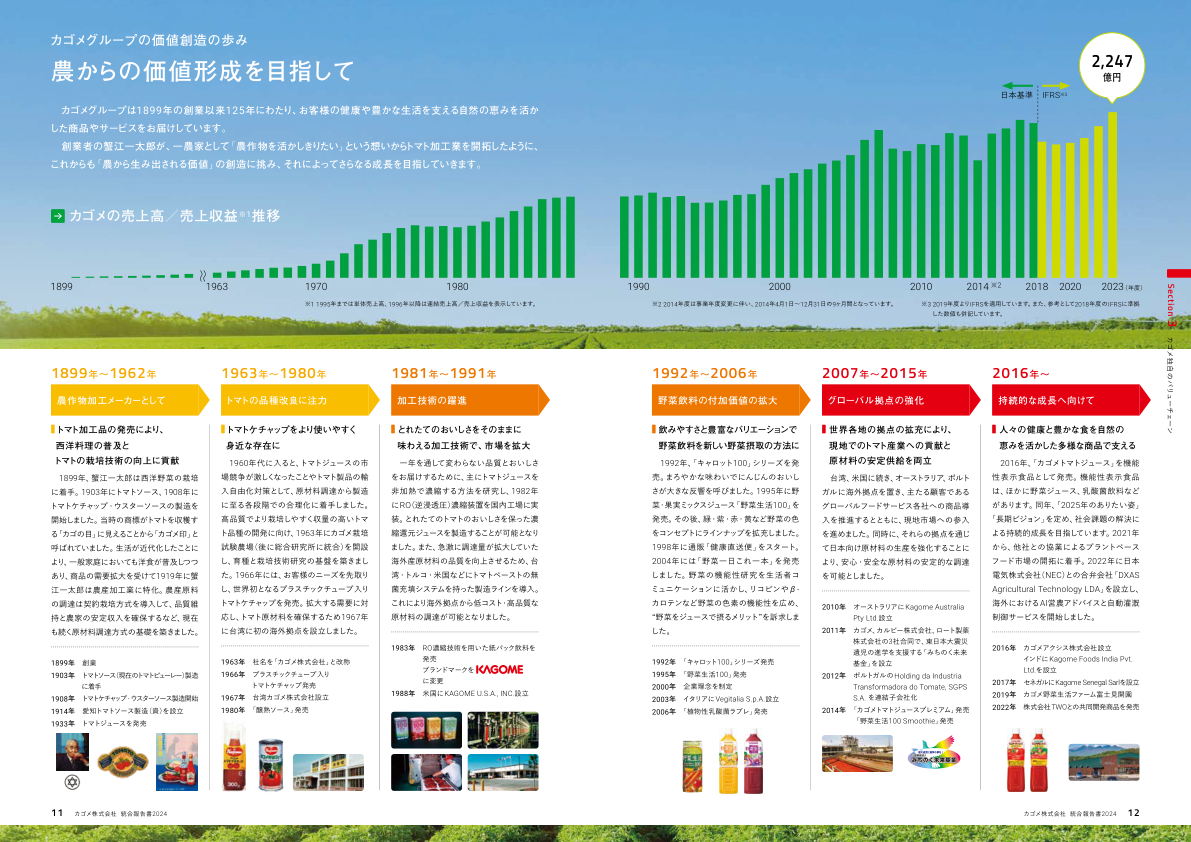 カゴメグループの価値創造の歩み
農からの価値形成を目指して
カゴメグループは1899年の創業以来125年にわたり、お客様の健康や豊かな生活を支える自然の恵みを活か
した商品やサービスをお届けしています。
創業者の蟹江一太郎が、一農家として「農作物を活かしきりたい」という想いからトマト加工業を開拓したように、
これからも「農から生み出される価値」の創造に挑み、それによってさらなる成長を目指していきます。
カゴメの売上高／売上収益※1推移
2,247
億円
日本基準 IFRS※3
1899 1963 1970 1980 1990 2000 2010 2014※2 2018 2020 2023（年度）
※1 1995年までは単体売上高、1996年以降は連結売上高／売上収益を表示しています。
※2 2014年度は事業年度変更に伴い、2014年4月1日～12月31日の9ヶ月間となっています。
※3 2019年度よりIFRSを適用しています。また、参考として2018年度のIFRSに準拠
した数値も併記しています。
Section 3
カゴメ独自のバリューチェーン
1899年～1962年
農作物加工メーカーとして
トマト加工品の発売により、
西洋料理の普及と
トマトの栽培技術の向上に貢献
1899年、蟹江一太郎は西洋野菜の栽培
に着手。1903年にトマトソース、1908年に
トマトケチャップ・ウスターソースの製造を
開始しました。当時の商標がトマトを収穫す
る「カゴの目」に見えることから「カゴメ印」と
呼ばれていました。生活が近代化したことに
より、一般家庭においても洋食が普及しつつ
あり、商品の需要拡大を受けて1919年に蟹
江一太郎は農産加工業に特化。農産原料
の調達は契約栽培方式を導入して、品質維
持と農家の安定収入を確保するなど、現在
も続く原料調達方式の基礎を築きました。
1899年 創業
1903年 トマトソース（現在のトマトピューレー）製造
に着手
1908年 トマトケチャップ・ウスターソース製造開始
1914年 愛知トマトソース製造（資）を設立
1933年 トマトジュースを発売
1963年～1980年
トマトの品種改良に注力
トマトケチャップをより使いやすく
身近な存在に
1960年代に入ると、トマトジュースの市
場競争が激しくなったことやトマト製品の輸
入自由化対策として、原材料調達から製造
に至る各段階での合理化に着手しました。
高品質でより栽培しやすく収量の高いトマ
ト品種の開発に向け、1963年にカゴメ栽培
試験農場（後に総合研究所に統合）を開設
し、育種と栽培技術研究の基盤を築きまし
た。1966年には、お客様のニーズを先取り
し、世界初となるプラスチックチューブ入り
トマトケチャップを発売。拡大する需要に対
応し、トマト原材料を確保するため1967年
に台湾に初の海外拠点を設立しました。
1963年 社名を「カゴメ株式会社」と改称
1966年 プラスチックチューブ入り
トマトケチャップ発売
1967年 台湾カゴメ株式会社設立
1980年 「醸熟ソース」発売
1981年～1991年
加工技術の躍進
とれたてのおいしさをそのままに
味わえる加工技術で、市場を拡大
一年を通して変わらない品質とおいしさ
をお届けするために、主にトマトジュースを
非加熱で濃縮する方法を研究し、1982年
にRO（逆浸透圧）濃縮装置を国内工場に実
装。とれたてのトマトのおいしさを保った濃
縮還元ジュースを製造することが可能となり
ました。また、急激に調達量が拡大していた
海外産原材料の品質を向上させるため、台
湾・トルコ・米国などにトマトペーストの無
菌充填システムを持った製造ラインを導入。
これにより海外拠点から低コスト・高品質な
原材料の調達が可能となりました。
1983年 RO濃縮技術を用いた紙パック飲料を
発売
ブランドマークをKAGOME
に変更
1988年 米国にKAGOME U.S.A., INC.設立
1992年～2006年
野菜飲料の付加価値の拡大
飲みやすさと豊富なバリエーションで
野菜飲料を新しい野菜摂取の方法に
1992年、「キャロット100」シリーズを発
売。まろやかな味わいでにんじんのおいし
さが大きな反響を呼びました。1995年に野
菜・果実ミックスジュース「野菜生活100」を
発売。その後、緑・紫・赤・黄など野菜の色
をコンセプトにラインナップを拡充しました。
1998年に通販「健康直送便」をスタート。
2004年には「野菜一日これ一本」を発売
しました。野菜の機能性研究を生活者コ
ミュニケーションに活かし、リコピンやβ-
カロテンなど野菜の色素の機能性を広め、
“野菜をジュースで摂るメリット”を訴求しま
した。
1992年 「キャロット100」シリーズ発売
1995年 「野菜生活100」発売
2000年 企業理念を制定
2003年 イタリアにVegitalia S.p.A.設立
2006年 「植物性乳酸菌ラブレ」発売
2007年～2015年
グローバル拠点の強化
世界各地の拠点の拡充により、
現地でのトマト産業への貢献と
原材料の安定供給を両立
台湾、米国に続き、オーストラリア、ポルト
ガルに海外拠点を置き、主たる顧客である
グローバルフードサービス各社への商品導
入を推進するとともに、現地市場への参入
を進めました。同時に、それらの拠点を通じ
て日本向け原材料の生産を強化することに
より、安心・安全な原材料の安定的な調達
を可能としました。
2010年 オーストラリアにKagome Australia
Pty Ltd.設立
2011年 カゴメ、カルビー株式会社、ロート製薬
株式会社の3社合同で、東日本大震災
遺児の進学を支援する「みちのく未来
基金」を設立
2012年 ポルトガルのHolding da Industria
Transformadora do Tomate, SGPS
S.A. を連結子会社化
2014年 「カゴメトマトジュースプレミアム」発売
「野菜生活100 Smoothie」発売
みちのく未来基金
2016年～
持続的な成長へ向けて
人々の健康と豊かな食を自然の
恵みを活かした多様な商品で支える
2016年、「カゴメトマトジュース」を機能
性表示食品として発売。機能性表示食品
は、ほかに野菜ジュース、乳酸菌飲料など
があります。同年、「2025年のありたい姿」
「長期ビジョン」を定め、社会課題の解決に
よる持続的成長を目指しています。2021年
から、他社との協業によるプラントベース
フード市場の開拓に着手。2022年に日本
電気株式会社（NEC）との合弁会社「DXAS
Agricultural Technology LDA」を設立し、
海外におけるAI営農アドバイスと自動灌漑
制御サービスを開始しました。
2016年 カゴメアクシス株式会社設立
インドにKagome Foods India Pvt.
Ltd.を設立
2017年 セネガルにKagome Senegal Sarlを設立
2019年 カゴメ野菜生活ファーム富士見開園
2022年 株式会社TWOとの共同開発商品を発売
11 カゴメ株式会社 統合報告書2024
カゴメ株式会社 統合報告書2024 12